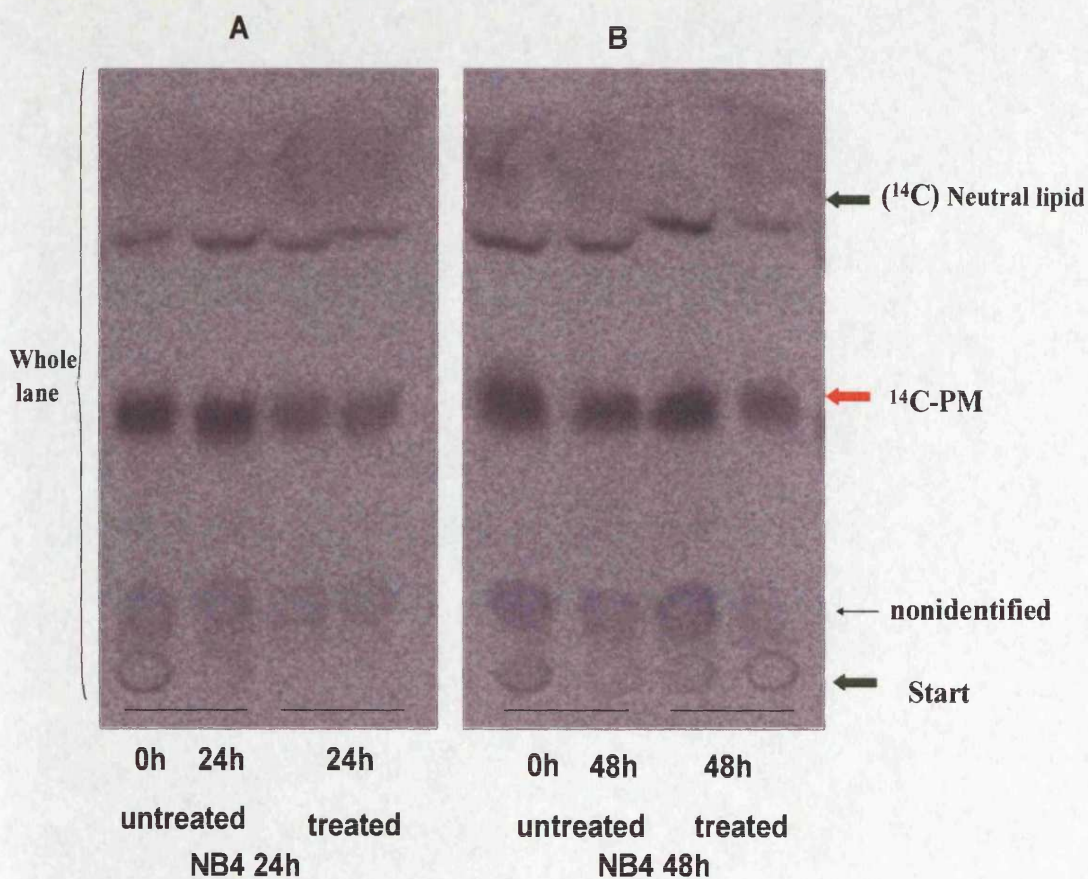 A B
(¹⁴C) Neutral lipid
Whole
lane
¹⁴C-PM
nonidentified
Start
0h 24h 24h 0h 48h 48h
untreated treated untreated treated
NB4 24h NB4 48h